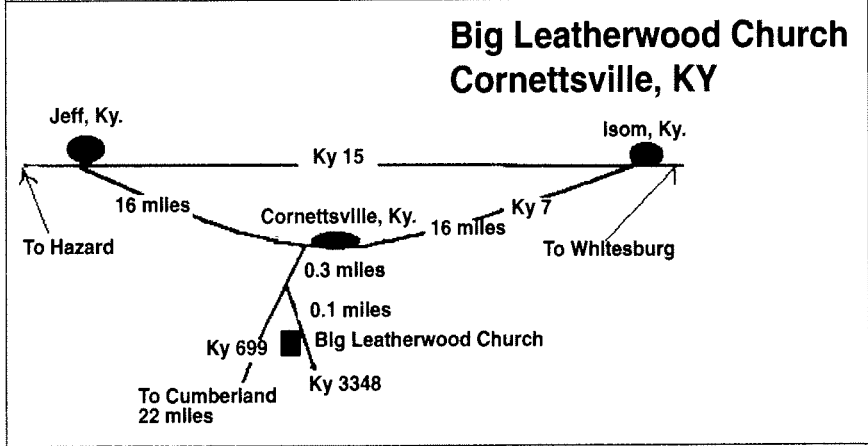 Big Leatherwood Church
Cornettsville, KY
Jeff, Ky.
Isom, Ky.
Ky 15
16 miles
Ky 7
Cornettsville, Ky.
16 miles
To Hazard
To Whitesburg
0.3 miles
0.1 miles
Ky 699
Big Leatherwood Church
Ky 3348
To Cumberland
22 miles